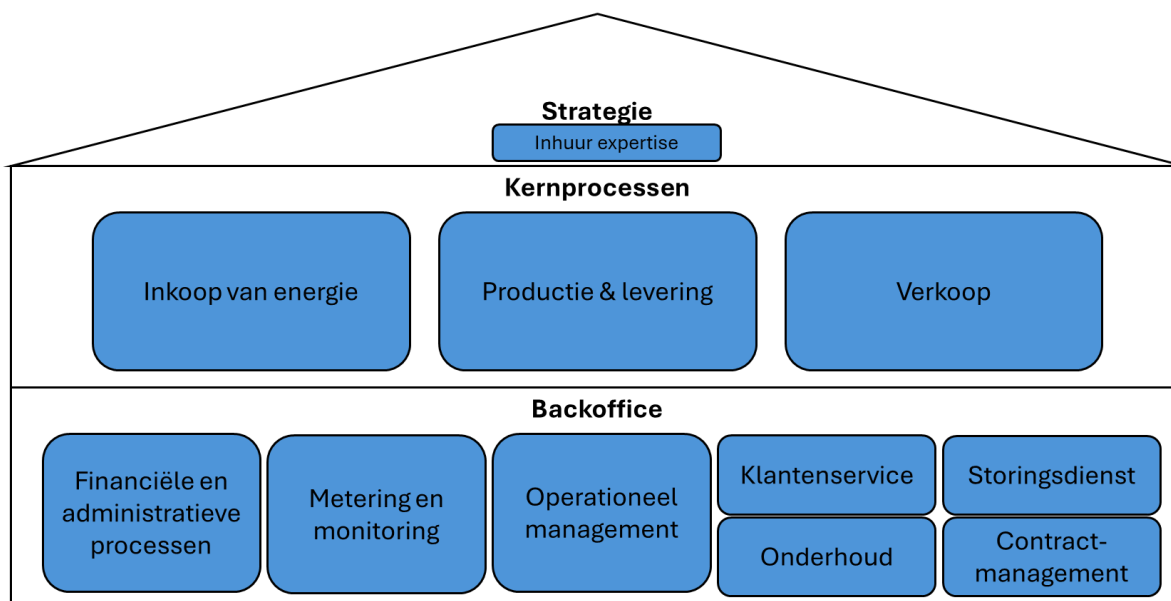 Strategie
Inhuur expertise
Kernprocessen
Inkoop van energie
Productie & levering
Verkoop
Backoffice
Financiële en
administratieve
processen
Metering en
monitoring
Operationeel
management
Klantenservice
Storingsdienst
Onderhoud
Contract-
management